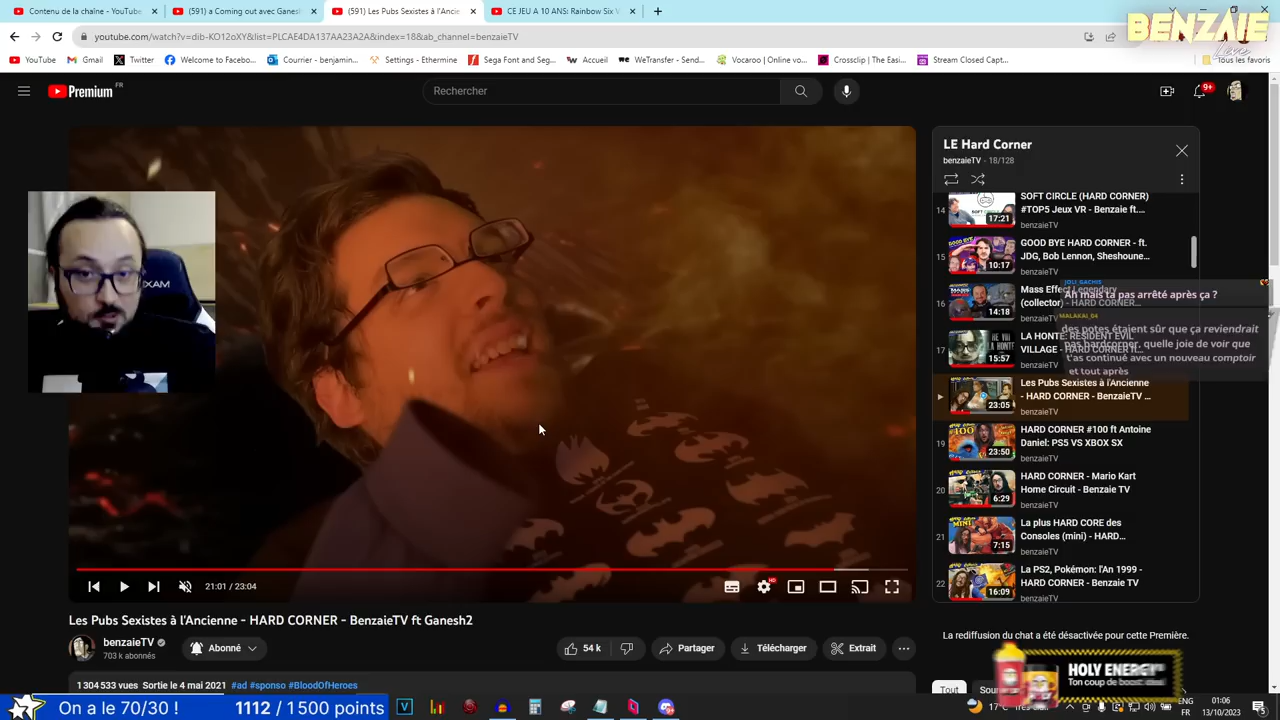 Contenu de la chaîne - YouTube
(591) a Coming out avec Ganesh
(591) Les Pubs Sexistes à l'Ancie
CE JEU A 10 ANS: Rainbow Six V
BENZAIE
Live
youtube.com/watch?v=dib-KO12oXY&list=PLCAE4DA137AA23A2A&index=18&ab_channel=benzaieTV
YouTube
Gmail
Twitter
Welcome to Facebo...
Courrier - benjamin...
Settings - Ethermine
Sega Font and Seg...
Accueil
WeTransfer - Send...
Vocaroo | Online vo...
Crossclip | The Easi...
Stream Closed Capt...
Tous les favoris
Premium
FR
Rechercher
9+
LE Hard Corner
benzaieTV - 18/128
14
17:21
SOFT CIRCLE (HARD CORNER)
#TOP5 Jeux VR - Benzaie ft....
benzaieTV
15
10:17
GOOD BYE HARD CORNER - ft.
JDG, Bob Lennon, Sheshoune...
benzaieTV
16
14:18
Mass Effect Legendary
(collector) - HARD CORNER...
JOLI_GACHIS
Ah mais ta pas arrêté après ça ?
MALAKAI_04
des potes étaient sûr que ça reviendrait
pas hardcorner, quelle joie de voir que
t'as continué avec un nouveau comptoir
et tout après
17
15:57
LA HONTE: RESIDENT EVIL
VILLAGE - HARD CORNER ft....
benzaieTV
23:05
Les Pubs Sexistes à l'Ancienne
- HARD CORNER - BenzaieTV ...
benzaieTV
19
23:50
HARD CORNER #100 ft Antoine
Daniel: PS5 VS XBOX SX
benzaieTV
20
6:29
HARD CORNER - Mario Kart
Home Circuit - Benzaie TV
benzaieTV
21
7:15
La plus HARD CORE des
Consoles (mini) - HARD...
benzaieTV
22
16:09
La PS2, Pokémon: l'An 1999 -
HARD CORNER - Benzaie TV
benzaieTV
21:01 / 23:04
HD
Les Pubs Sexistes à l'Ancienne - HARD CORNER - BenzaieTV ft Ganesh2
benzaieTV
703 k abonnés
Abonné
54 k
Partager
Télécharger
Extrait
1 304 533 vues Sortie le 4 mai 2021 #ad #sponso #BloodOfHeroes
La rediffusion du chat a été désactivée pour cette Première.
HOLY ENERGY
Ton coup de boost
Tout
On a le 70/30 !
1112 / 1500 points
17°
ENG
FR
01:06
13/10/2023